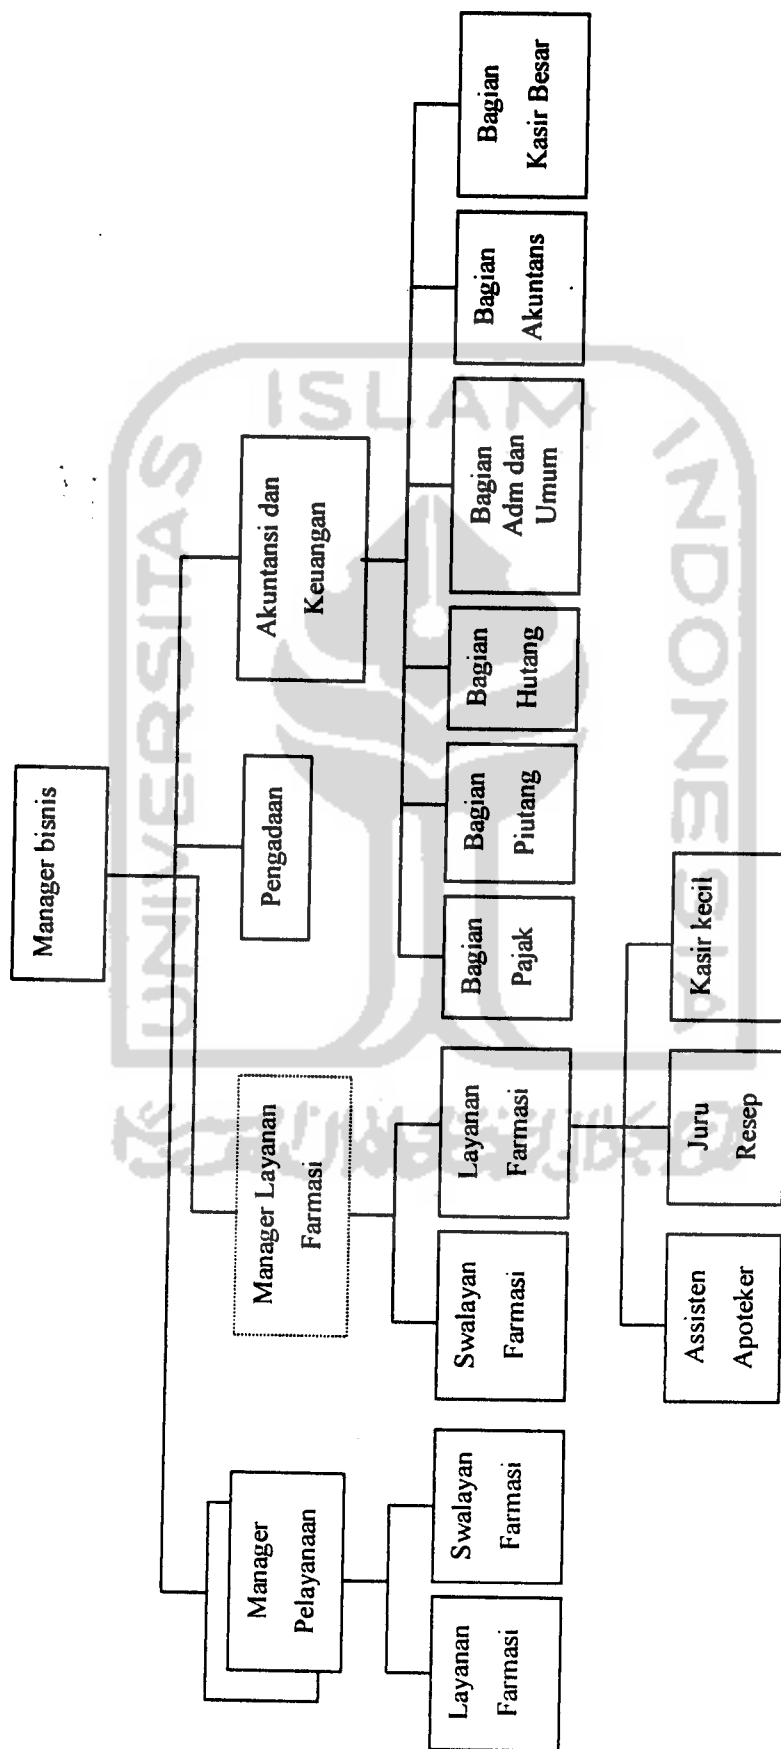 Manager bisnis
Manager
Pelayanaan
Manager Layanan
Farmasi
Pengadaan
Akuntansi dan
Keuangan
Layanan
Farmasi
Swalayan
Farmasi
Swalayan
Farmasi
Layanan
Farmasi
Bagian
Pajak
Bagian
Piutang
Bagian
Hutang
Bagian
Adm dan
Umum
Bagian
Akuntans
Bagian
Kasir Besar
Assisten
Apoteker
Juru
Resep
Kasir kecil
UNIVERSITAS
ISLAM
INDONESIA